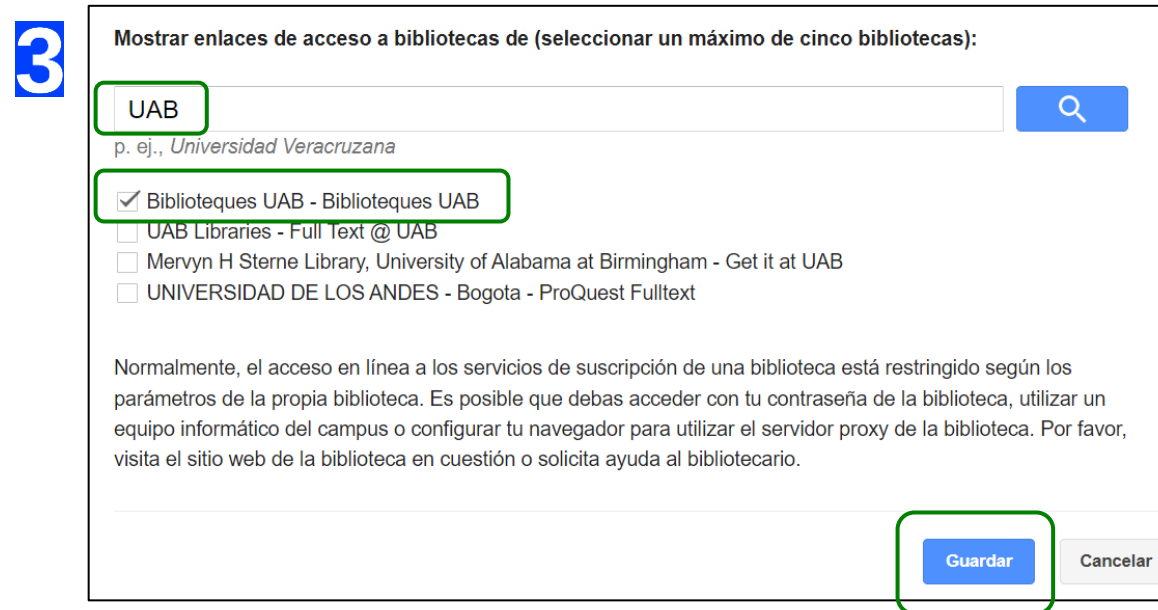 3
Mostrar enlaces de acceso a bibliotecas de (seleccionar un máximo de cinco bibliotecas):
UAB
p. ej., Universidad Veracruzana
Biblioteques UAB - Biblioteques UAB
UAB Libraries - Full Text @ UAB
Mervyn H Sterne Library, University of Alabama at Birmingham - Get it at UAB
UNIVERSIDAD DE LOS ANDES - Bogota - ProQuest Fulltext
Normalmente, el acceso en línea a los servicios de suscripción de una biblioteca está restringido según los
parámetros de la propia biblioteca. Es posible que debas acceder con tu contraseña de la biblioteca, utilizar un
equipo informático del campus o configurar tu navegador para utilizar el servidor proxy de la biblioteca. Por favor,
visita el sitio web de la biblioteca en cuestión o solicita ayuda al bibliotecario.
Guardar Cancelar